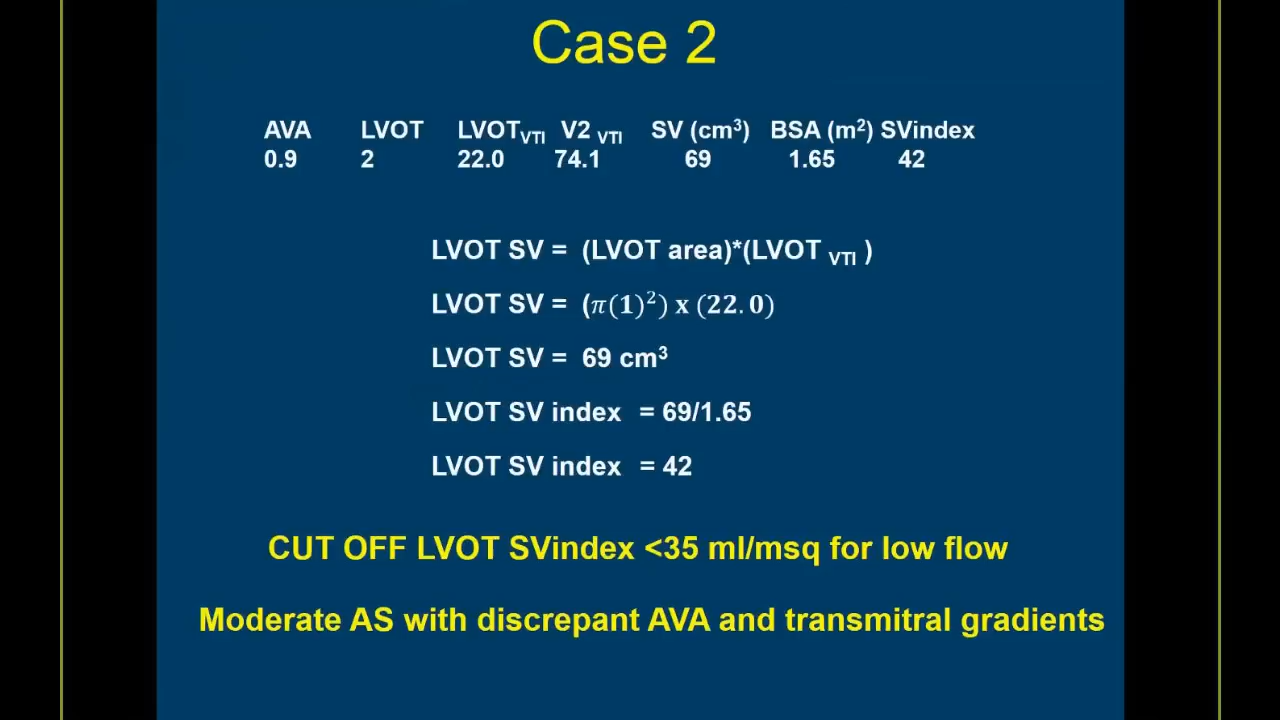 Case 2
AVA LVOT LVOT VTI V2 VTI SV (cm³) BSA (m²) SVindex
0.9 2 22.0 74.1 69 1.65 42
LVOT SV = (LVOT area)*(LVOT VTI )
LVOT SV = (π(1)²) x (22.0)
LVOT SV = 69 cm³
LVOT SV index = 69/1.65
LVOT SV index = 42
CUT OFF LVOT SVindex <35 ml/msq for low flow
Moderate AS with discrepant AVA and transmitral gradients